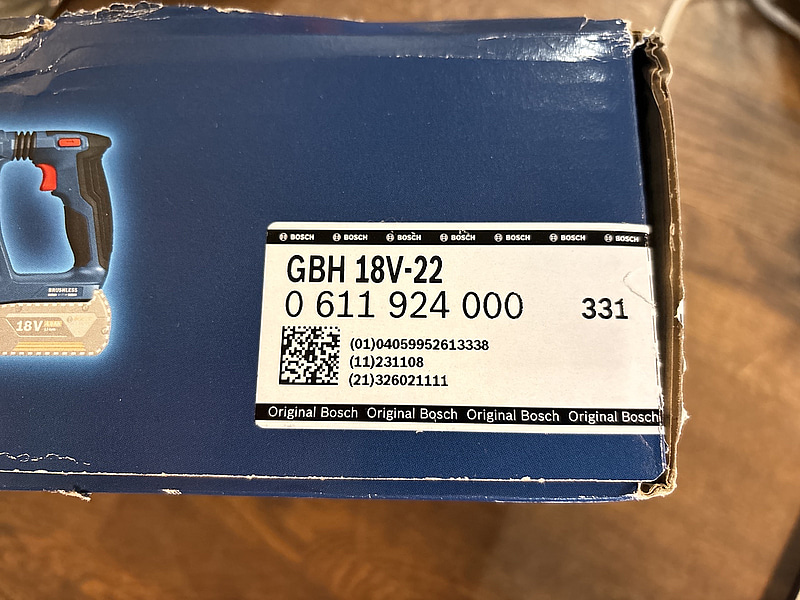 BOSCH BOSCH BOSCH BOSCH BOSCH BOSCH BOSCH
GBH 18V-22
0 611 924 000 331
(01)04059952613338
(11)231108
(21)326021111
Original Bosch Original Bosch Original Bosch Original Bosch
BRUSHLESS
18V